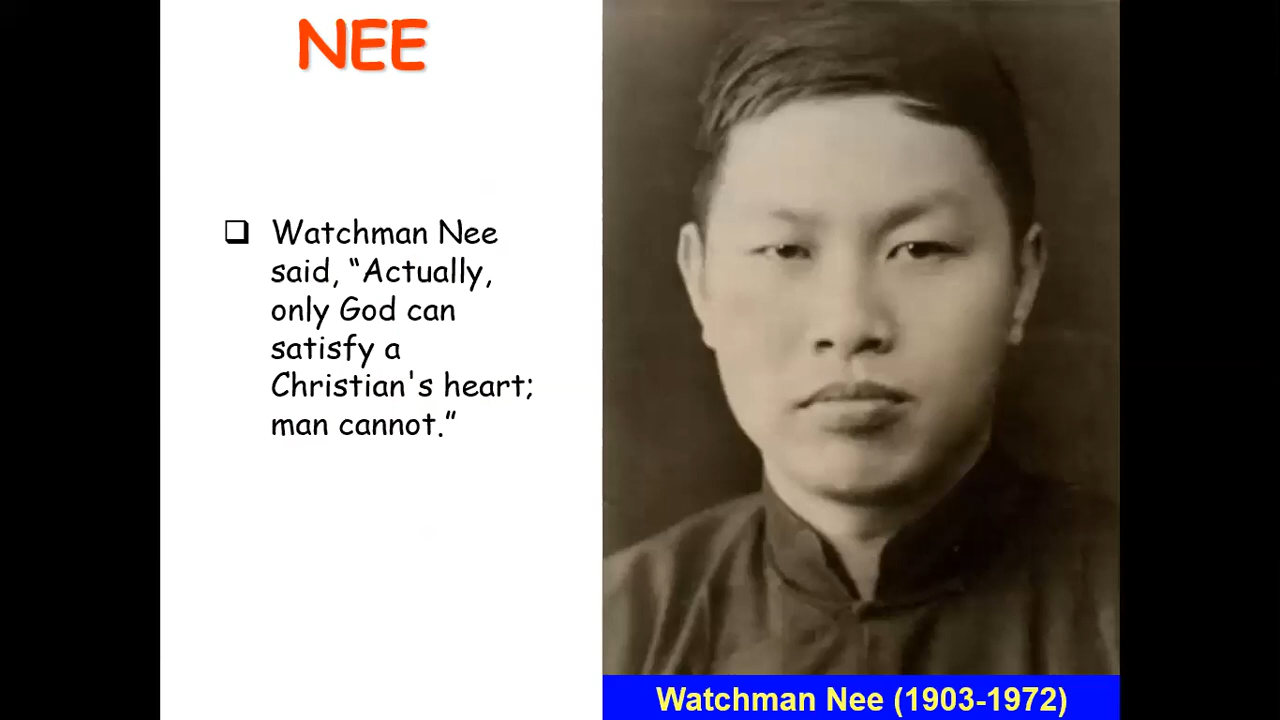 NEE
❑ Watchman Nee
said, “Actually,
only God can
satisfy a
Christian's heart;
man cannot.”
Watchman Nee (1903-1972)